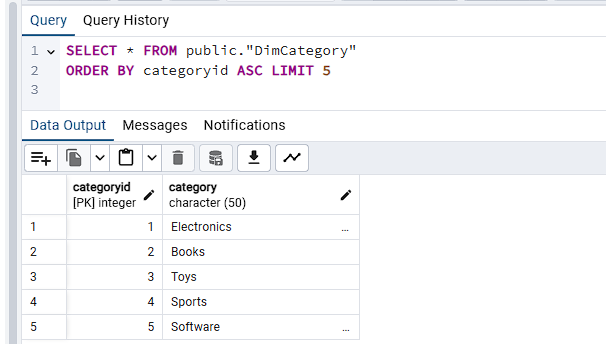 Query Query History
1 SELECT * FROM public."DimCategory"
2 ORDER BY categoryid ASC LIMIT 5
3
Data Output Messages Notifications
categoryid category
[PK] integer character (50)
1 1 Electronics ...
2 2 Books
3 3 Toys
4 4 Sports
5 5 Software ...